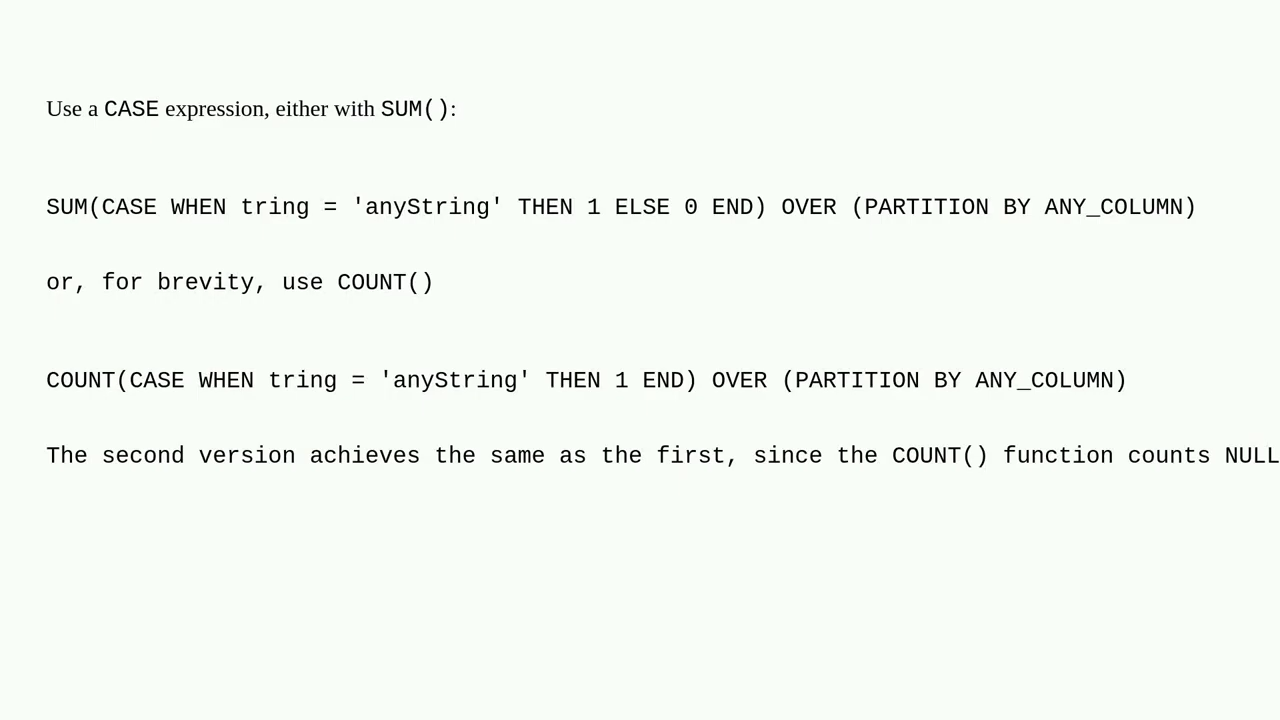 Use a CASE expression, either with SUM():
SUM(CASE WHEN tring = 'anyString' THEN 1 ELSE 0 END) OVER (PARTITION BY ANY_COLUMN)
or, for brevity, use COUNT()
COUNT(CASE WHEN tring = 'anyString' THEN 1 END) OVER (PARTITION BY ANY_COLUMN)
The second version achieves the same as the first, since the COUNT() function counts NULL